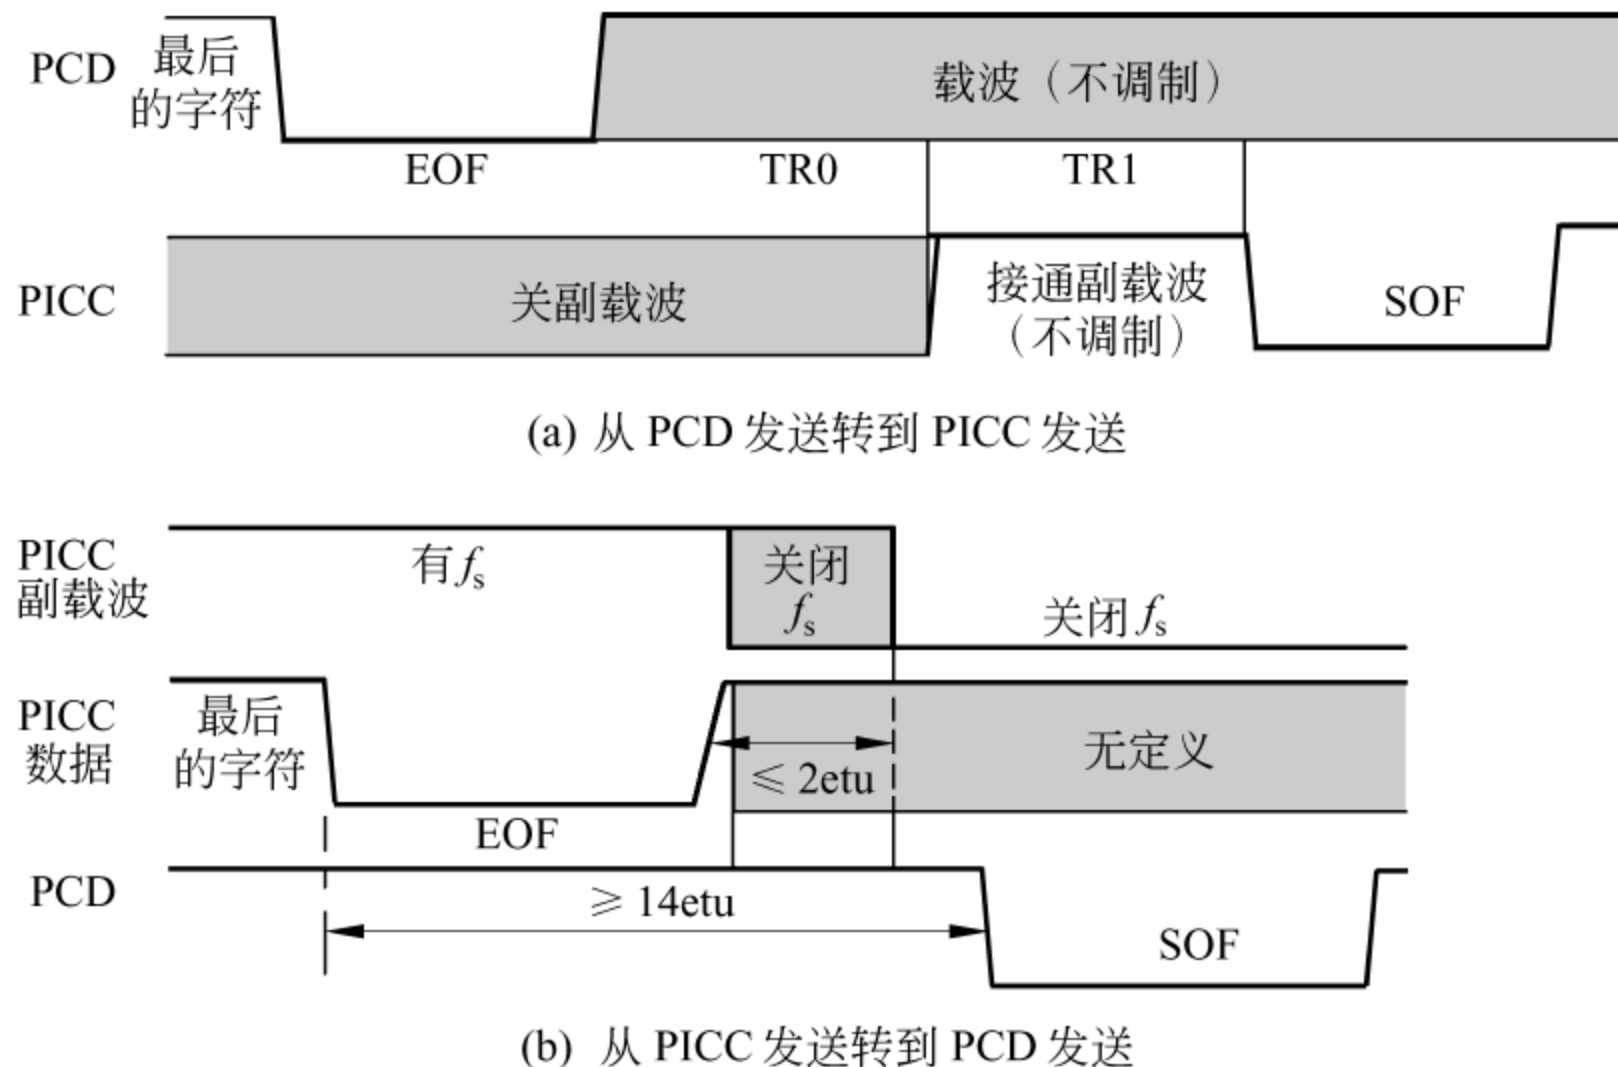 PCD
最后
的字符
载波（不调制）
EOF
TR0
TR1
PICC
关副载波
接通副载波
（不调制）
SOF
(a) 从 PCD 发送转到 PICC 发送
PICC
副载波
有 fs
关闭
fs
关闭 fs
PICC
数据
最后
的字符
≤ 2etu
无定义
EOF
PCD
≥ 14etu
SOF
(b) 从 PICC 发送转到 PCD 发送